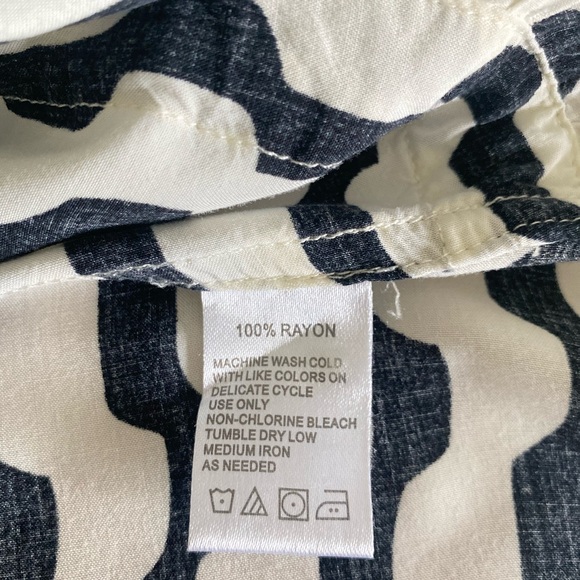 100% RAYON
MACHINE WASH COLD
WITH LIKE COLORS ON
DELICATE CYCLE
USE ONLY
NON-CHLORINE BLEACH
TUMBLE DRY LOW
MEDIUM IRON
AS NEEDED